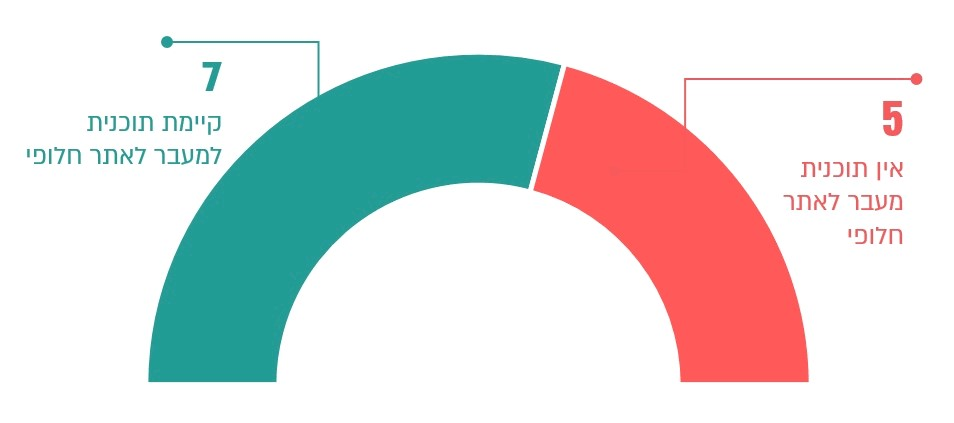 7
קיימת תוכנית
למעבר לאתר חלופי
5
אין תוכנית
מעבר לאתר
חלופי